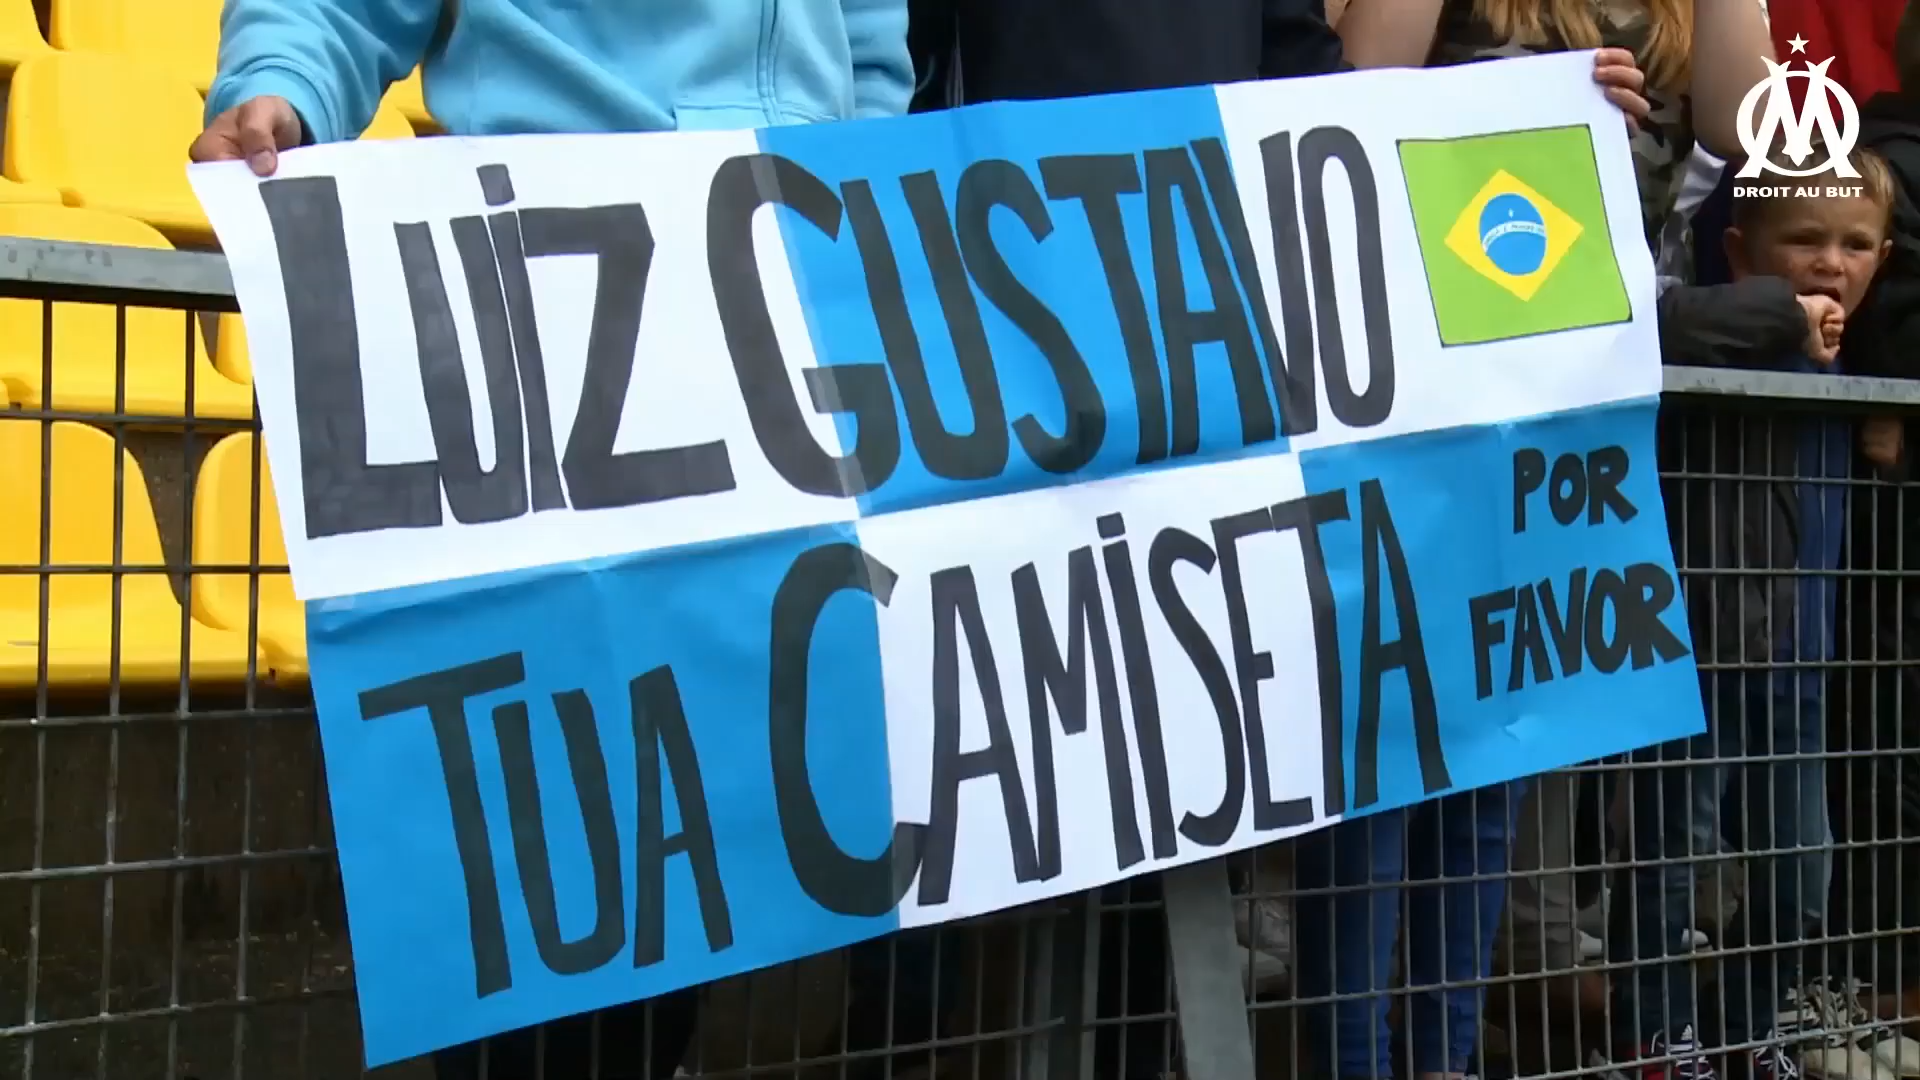 LUiZ GUSTAVO
TUA CAMiSETA
POR
FAVOR
DROIT AU BUT